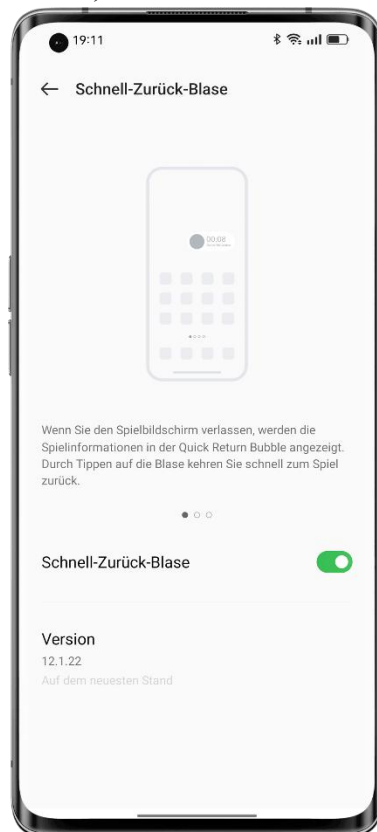 19:11
Schnell-Zurück-Blase
00:08
Wenn Sie den Spielbildschirm verlassen, werden die
Spielinformationen in der Quick Return Bubble angezeigt.
Durch Tippen auf die Blase kehren Sie schnell zum Spiel
zurück.
Schnell-Zurück-Blase
Version
12.1.22
Auf dem neuesten Stand